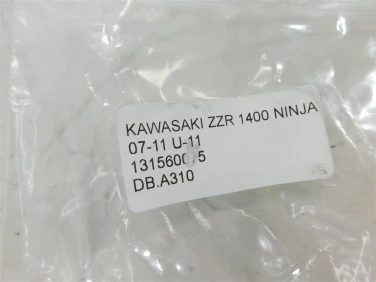 KAWASAKI ZZR 1400 NINJA
07-11 U-11
DB.A310